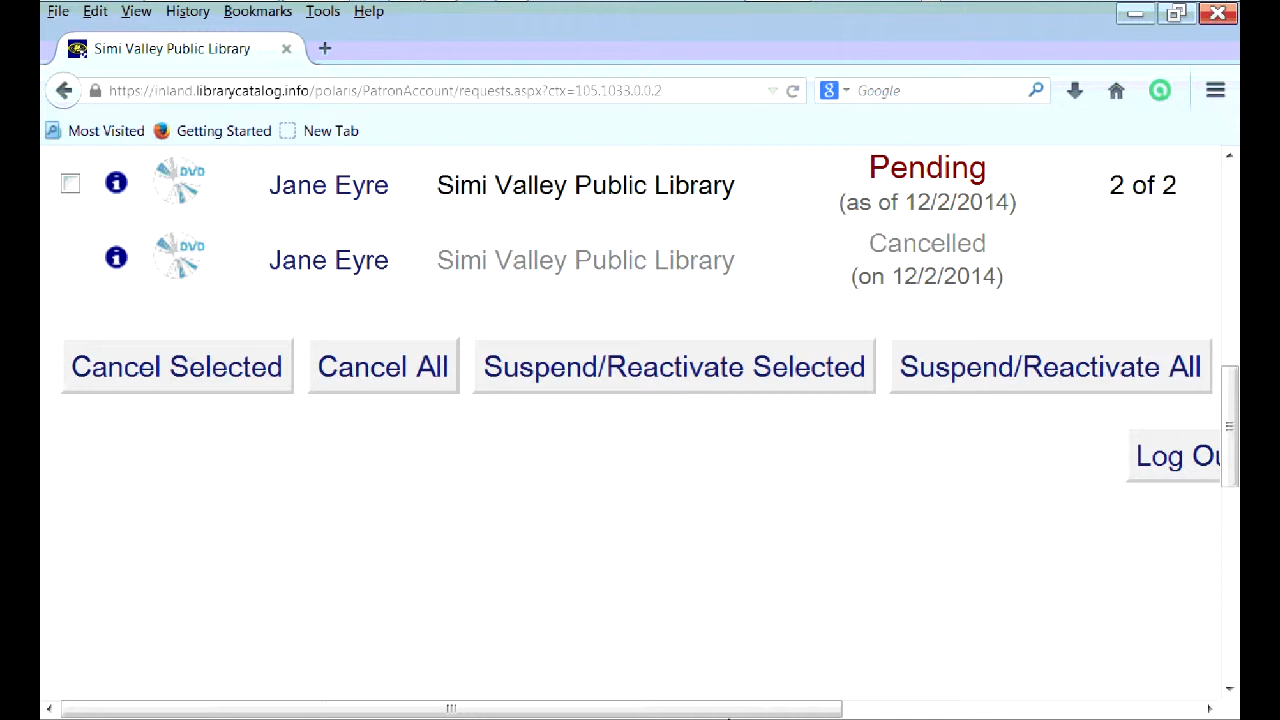 File Edit View History Bookmarks Tools Help
Simi Valley Public Library
https://inland.librarycatalog.info/polaris/PatronAccount/requests.aspx?ctx=105.1033.0.0.2 8 Google
Most Visited Getting Started New Tab
DVD Jane Eyre Simi Valley Public Library Pending 2 of 2
(as of 12/2/2014)
DVD Jane Eyre Simi Valley Public Library Cancelled
(on 12/2/2014)
Cancel Selected Cancel All Suspend/Reactivate Selected Suspend/Reactivate All
Log Ou